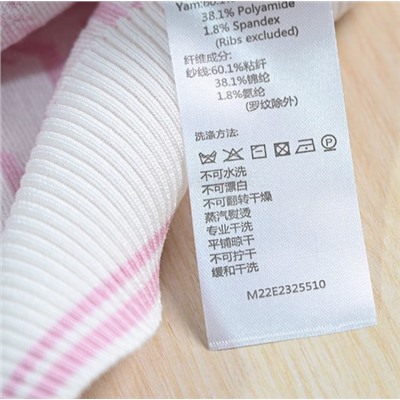 Yarn:60.1%
38.1% Polyamide
1.8% Spandex
(Ribs excluded)
纤维成分:
纱线:60.1%粘纤
38.1%锦纶
1.8%氨纶
(罗纹除外)
洗涤方法:
P
不可水洗
不可漂白
不可翻转干燥
蒸汽熨烫
专业干洗
平铺晾干
不可拧干
缓和干洗
M22E2325510